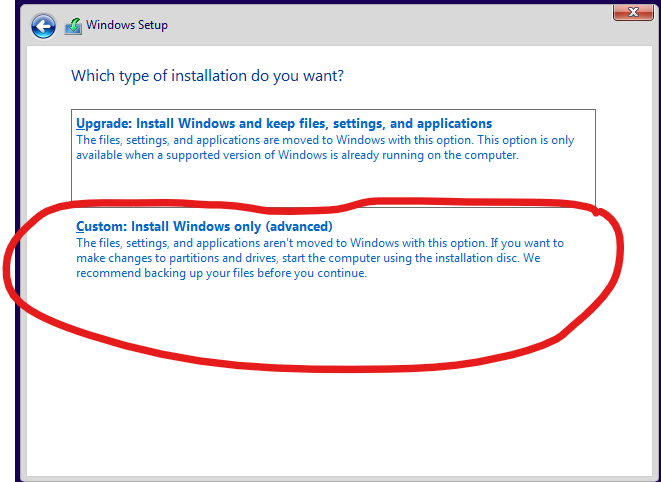 Windows Setup
Which type of installation do you want?
Upgrade: Install Windows and keep files, settings, and applications
The files, settings, and applications are moved to Windows with this option. This option is only
available when a supported version of Windows is already running on the computer.
Custom: Install Windows only (advanced)
The files, settings, and applications aren't moved to Windows with this option. If you want to
make changes to partitions and drives, start the computer using the installation disc. We
recommend backing up your files before you continue.